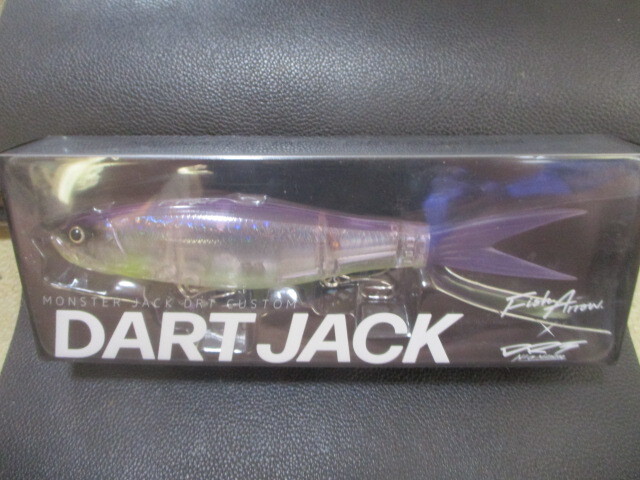 MONSTER JACK DRT CUSTOM
DART JACK
Fish Arrow.
×